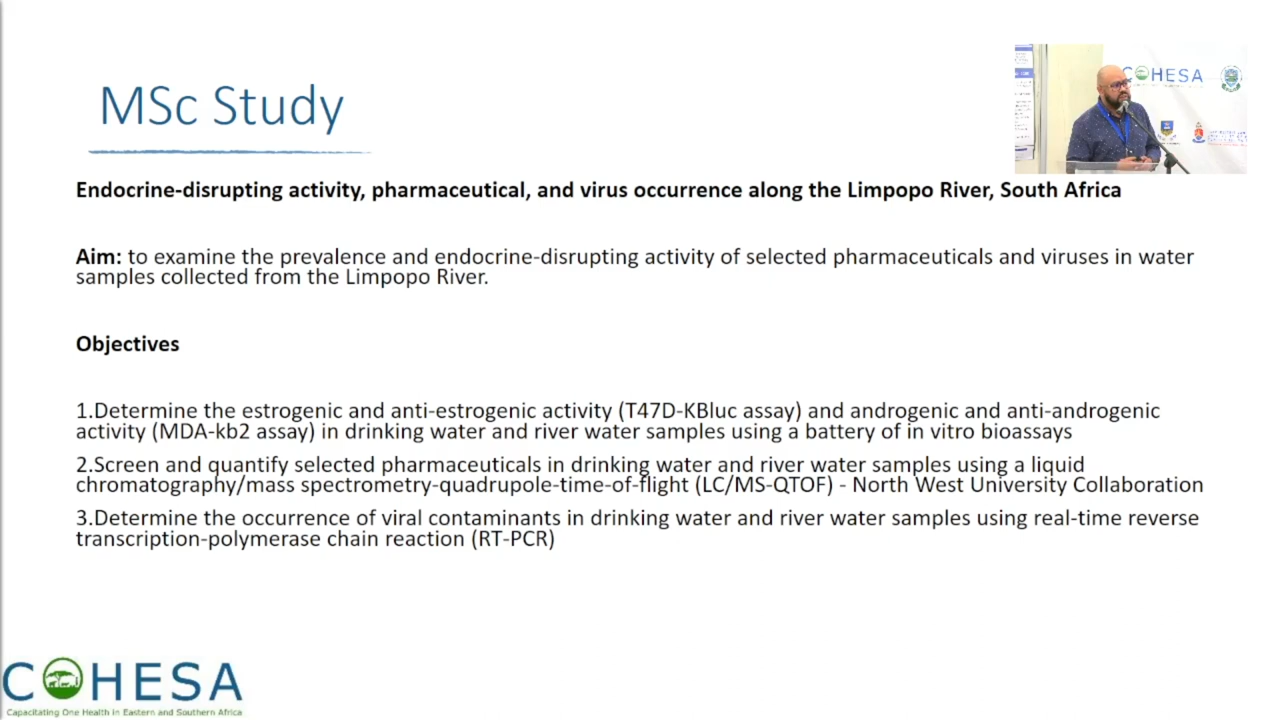 MSc Study
COHESA
Endocrine-disrupting activity, pharmaceutical, and virus occurrence along the Limpopo River, South Africa
Aim: to examine the prevalence and endocrine-disrupting activity of selected pharmaceuticals and viruses in water
samples collected from the Limpopo River.
Objectives
1.Determine the estrogenic and anti-estrogenic activity (T47D-KBluc assay) and androgenic and anti-androgenic
activity (MDA-kb2 assay) in drinking water and river water samples using a battery of in vitro bioassays
2.Screen and quantify selected pharmaceuticals in drinking water and river water samples using a liquid
chromatography/mass spectrometry-quadrupole-time-of-flight (LC/MS-QTOF) - North West University Collaboration
3.Determine the occurrence of viral contaminants in drinking water and river water samples using real-time reverse
transcription-polymerase chain reaction (RT-PCR)
COHESA
Capacitating One Health in Eastern and Southern Africa